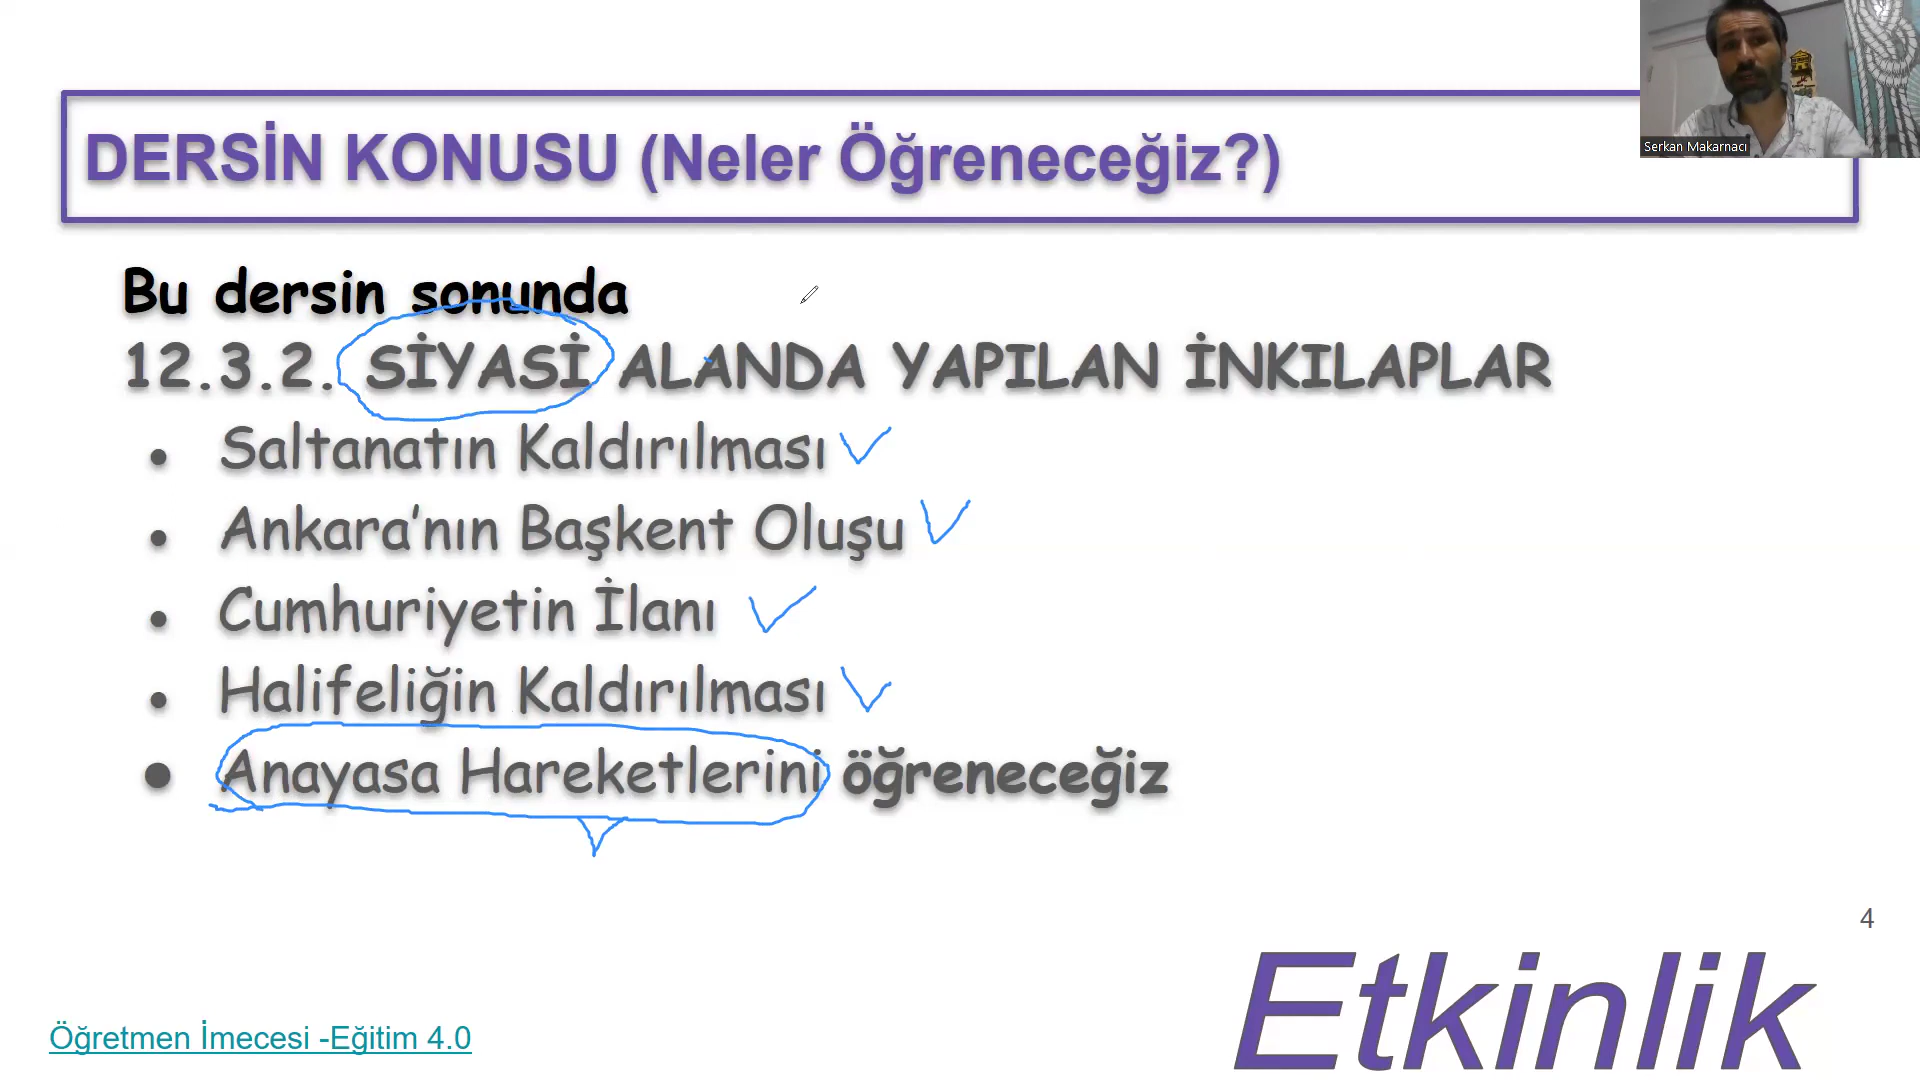 Serkan Makarnacı
DERSİN KONUSU (Neler Öğreneceğiz?)
Bu dersin sonunda
12.3.2. SİYASİ ALANDA YAPILAN İNKILAPLAR
• Saltanatın Kaldırılması
• Ankara’nın Başkent Oluşu
• Cumhuriyetin İlanı
• Halifeliğin Kaldırılması
• Anayasa Hareketlerini öğreneceğiz
4
Etkinlik
Öğretmen İmecesi -Eğitim 4.0